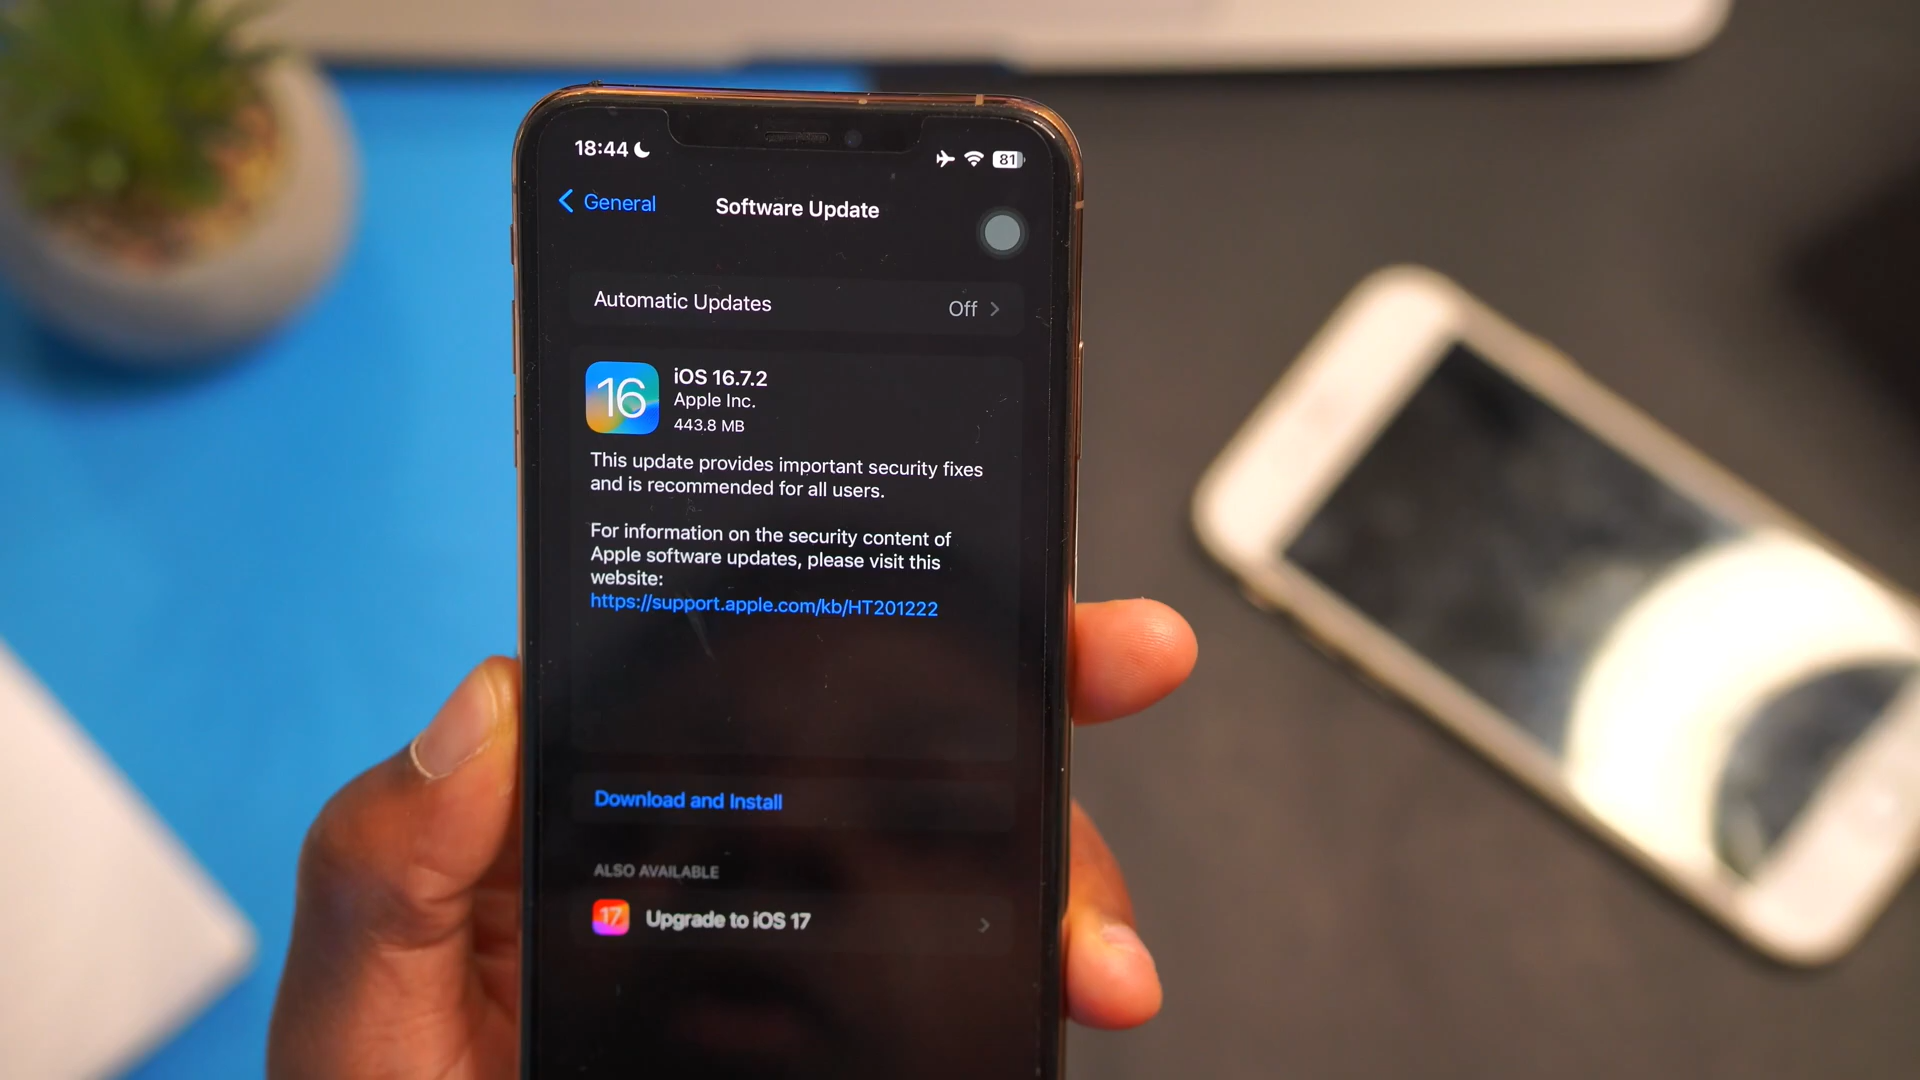 18:44
81
General
Software Update
Automatic Updates
Off
16
iOS 16.7.2
Apple Inc.
443.8 MB
This update provides important security fixes
and is recommended for all users.
For information on the security content of
Apple software updates, please visit this
website:
https://support.apple.com/kb/HT201222
Download and Install
ALSO AVAILABLE
17
Upgrade to iOS 17